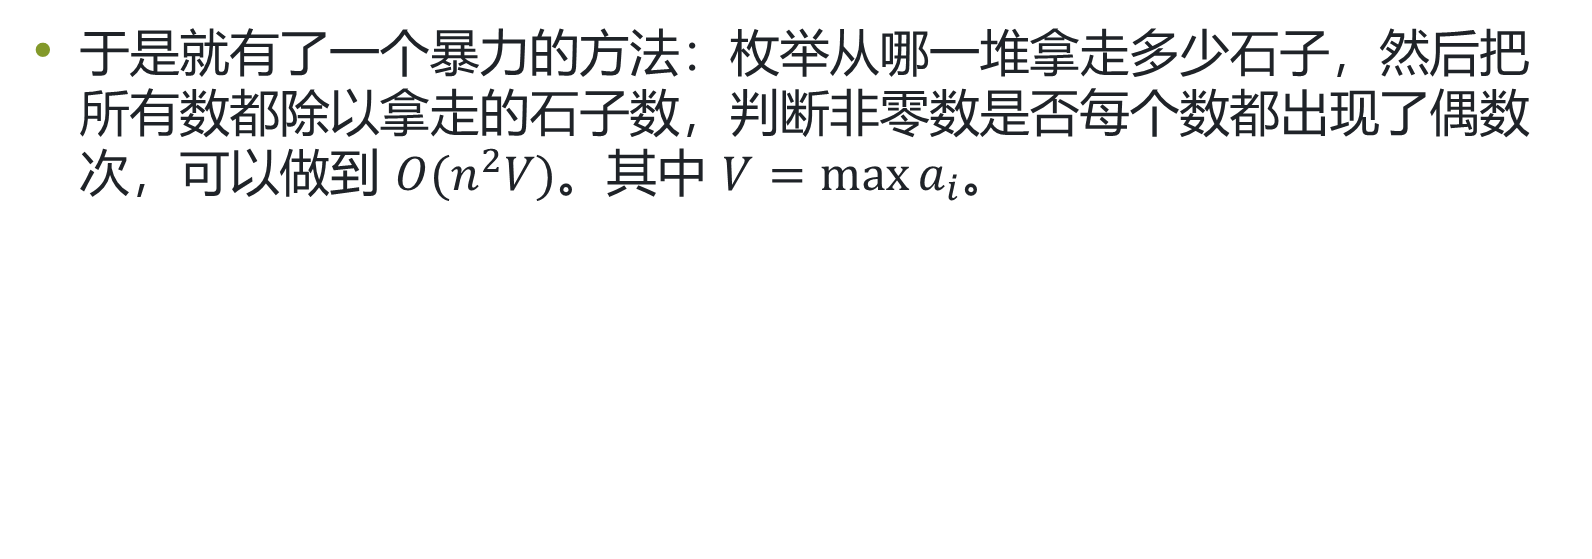 • 于是就有了一个暴力的方法：枚举从哪一堆拿走多少石子，然后把
所有数都除以拿走的石子数，判断非零数是否每个数都出现了偶数
次，可以做到 O(n²V)。其中 V = max aᵢ。